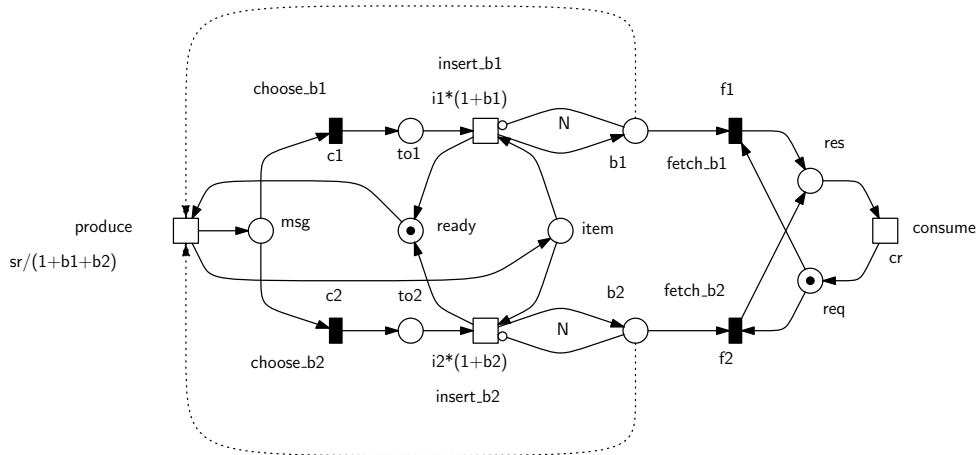 insert_b1
choose_b1
i1*(1+b1)
f1
N
c1
to1
b1
fetch_b1
res
produce
msg
ready
item
consume
sr/(1+b1+b2)
cr
c2
to2
b2
fetch_b2
req
N
choose_b2
i2*(1+b2)
f2
insert_b2